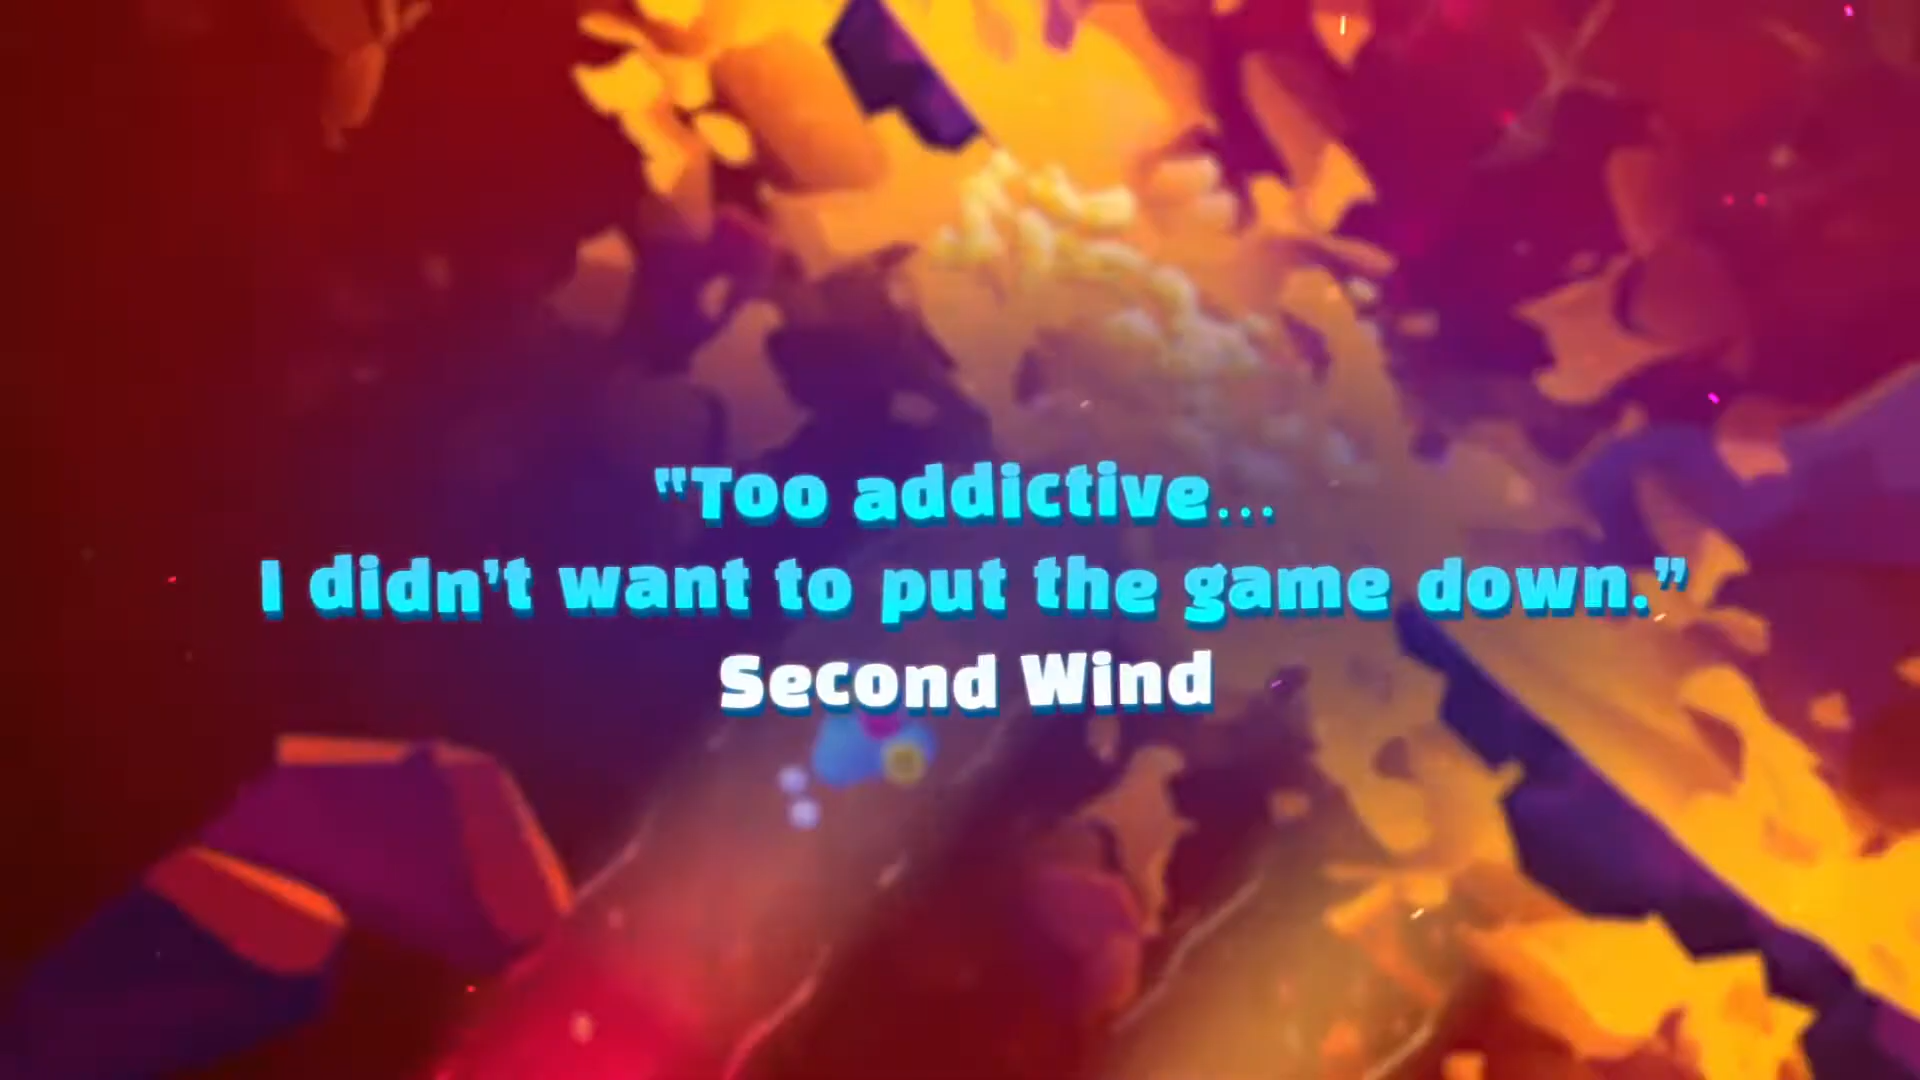 "Too addictive...
I didn't want to put the game down.”
Second Wind